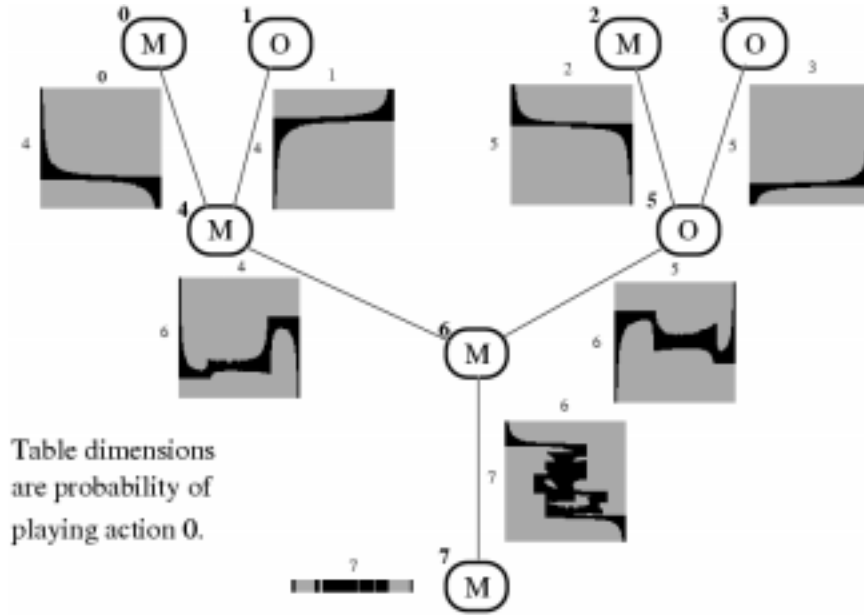 0 1 2 3
M O M O
0 1 2 3
4 4 5 5
4 5
M O
4 5
6 6 6
M
6
7
Table dimensions
are probability of
playing action 0.
7 7
M